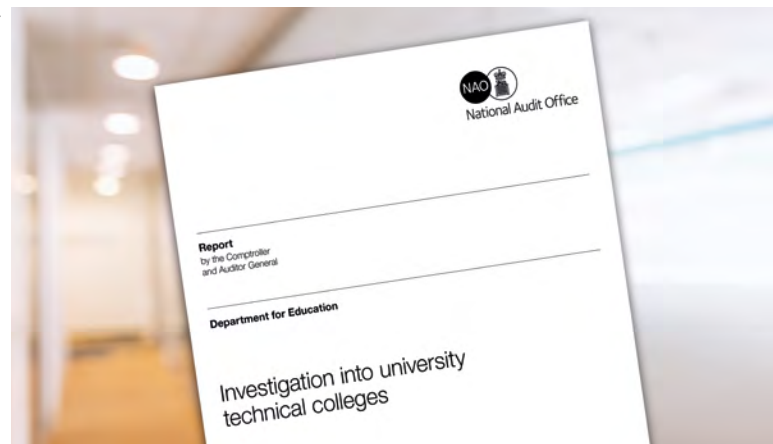 NAO
National Audit Office
Report
by the Comptroller
and Auditor General
Department for Education
Investigation into university
technical colleges